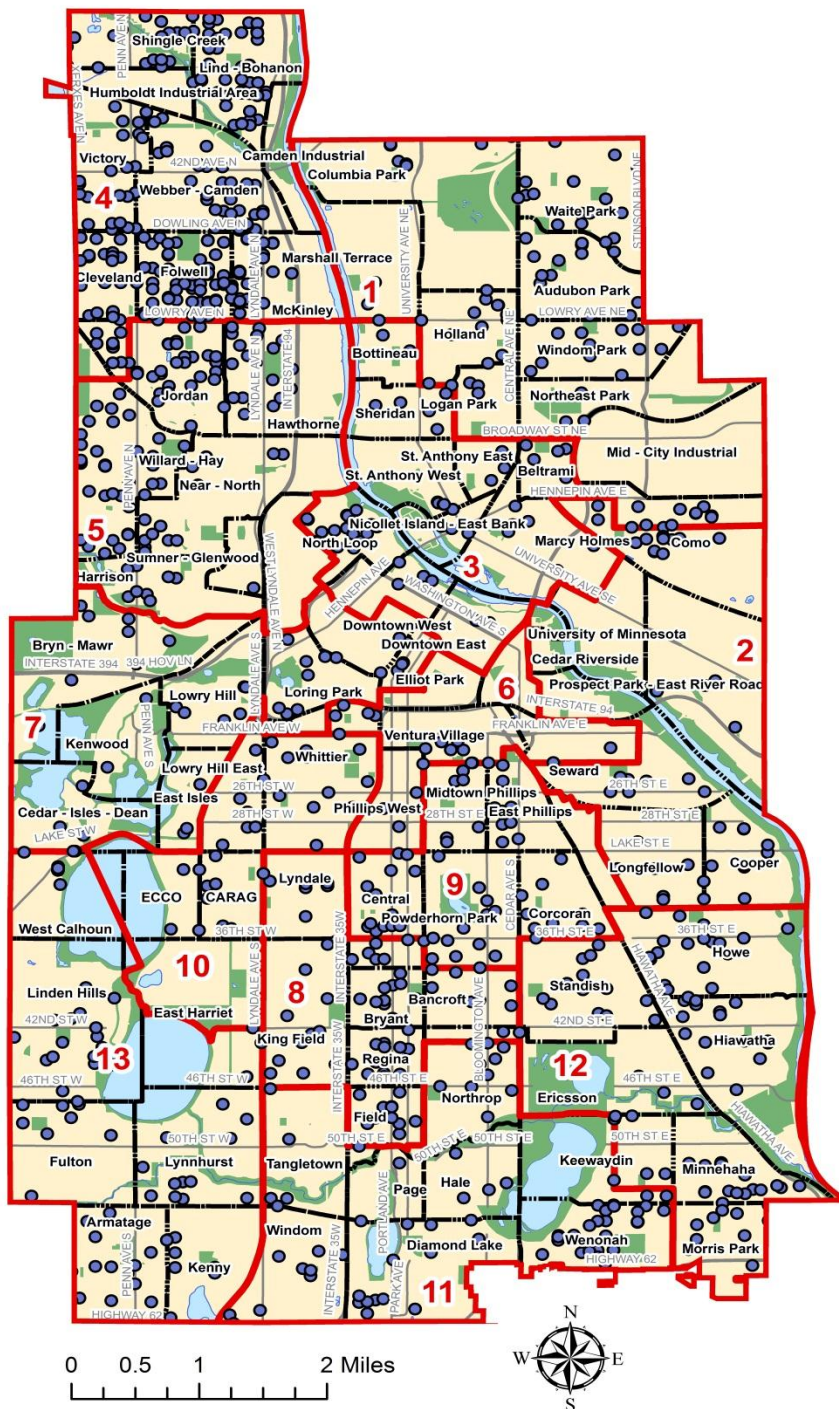 Shingle Creek
PENN AVE N
Lind - Bohanon
XERXES AVE N
Humboldt Industrial Area
Victory
42ND AVE N
Camden Industrial
Columbia Park
4
Webber - Camden
Waite Park
STINSON BLVD NE
DOWLING AVE N
UNIVERSITY AVE NE
Marshall Terrace
Cleveland
Folwell
LYNDALE AVE N
1
Audubon Park
LOWRY AVE N
McKinley
LOWRY AVE NE
Holland
CENTRAL AVE NE
Bottineau
Windom Park
LYNDALE AVE N
INTERSTATE 94
Jordan
Northeast Park
Sheridan
Logan Park
Hawthorne
BROADWAY ST NE
Willard - Hay
PENN AVE N
St. Anthony East
Mid - City Industrial
Beltrami
Near - North
St. Anthony West
HENNEPIN AVE E
5
Nicollet Island - East Bank
North Loop
Marcy Holmes
Como
Sumner - Glenwood
3
Harrison
HENNEPIN AVE
WASHINGTON AVE S
UNIVERSITY AVE SE
WEST LYNDALE AVE N
Downtown West
Downtown East
University of Minnesota
Bryn - Mawr
2
INTERSTATE 394
394 HOV LN
Cedar Riverside
Elliot Park
Prospect Park - East River Road
Lowry Hill
LYNDALE AVE S
Loring Park
6
INTERSTATE 94
7
PENN AVE S
FRANKLIN AVE W
FRANKLIN AVE E
Kenwood
Ventura Village
Lowry Hill East
Whittier
Seward
26TH ST W
26TH ST E
East Isles
Midtown Phillips
Cedar - Isles - Dean
28TH ST W
Phillips West
28TH ST E
East Phillips
28TH ST E
LAKE ST W
LAKE ST E
Longfellow
Cooper
Lyndale
9
CEDAR AVE S
ECCO
CARAG
Central
Powderhorn Park
Corcoran
36TH ST W
36TH ST E
36TH ST E
West Calhoun
INTERSTATE 35W
HIAWATHA AVE
Howe
10
LYNDALE AVE S
8
Linden Hills
Bancroft
BLOOMINGTON AVE
Standish
East Harriet
Bryant
42ND ST W
42ND ST E
King Field
Hiawatha
13
INTERSTATE 35W
Regina
12
46TH ST W
46TH ST W
46TH ST E
46TH ST E
Northrop
Ericsson
Field
HIAWATHA AVE
50TH ST W
50TH ST E
50TH ST E
50TH ST E
50TH ST E
Fulton
Lynnhurst
Tangletown
Keewaydin
Minnehaha
Page
Hale
PORTLAND AVE
Armatage
Windom
PENN AVE S
INTERSTATE 35W
Diamond Lake
Wenonah
Morris Park
Kenny
HIGHWAY 62
PARK AVE
11
HIGHWAY 62
0 0.5 1 2 Miles
N
W E
S